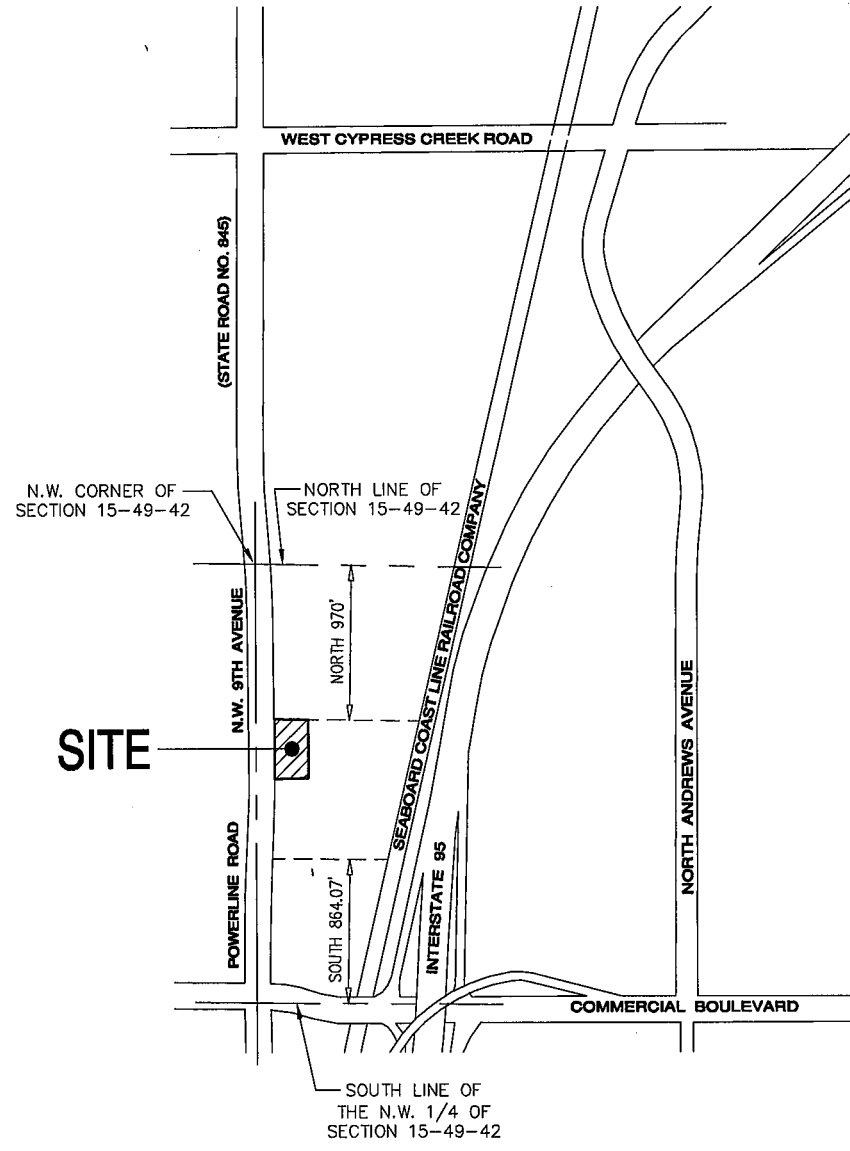 WEST CYPRESS CREEK ROAD
(STATE ROAD NO. 845)
N.W. CORNER OF
SECTION 15-49-42
NORTH LINE OF
SECTION 15-49-42
SEABOARD COAST LINE RAILROAD COMPANY
N.W. 9TH AVENUE
NORTH 970'
SITE
NORTH ANDREWS AVENUE
POWERLINE ROAD
SOUTH 864.07'
INTERSTATE 95
COMMERCIAL BOULEVARD
SOUTH LINE OF
THE N.W. 1/4 OF
SECTION 15-49-42